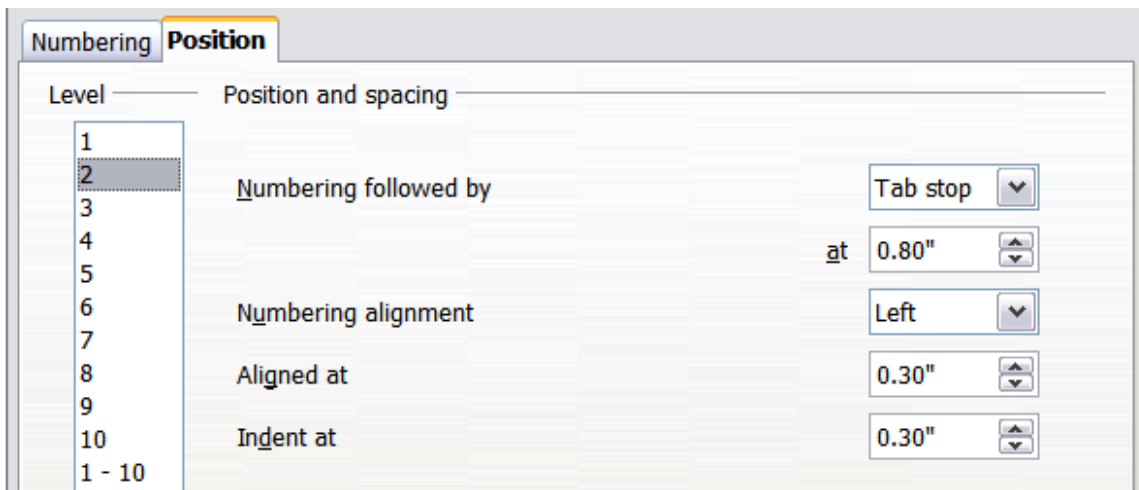 Numbering Position
Level Position and spacing
1
2
3
4
5
6
7
8
9
10
1 - 10
Numbering followed by Tab stop
at 0.80"
Numbering alignment Left
Aligned at 0.30"
Indent at 0.30"